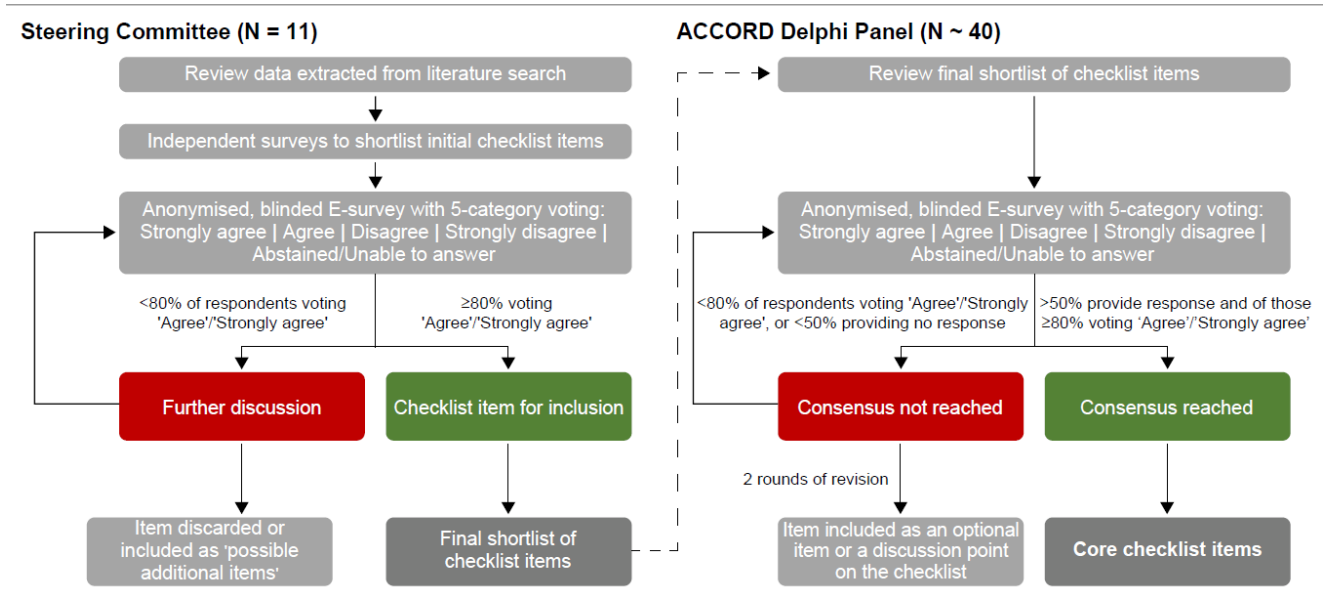 Steering Committee (N = 11)
Review data extracted from literature search
Independent surveys to shortlist initial checklist items
Anonymised, blinded E-survey with 5-category voting:
Strongly agree | Agree | Disagree | Strongly disagree |
Abstained/Unable to answer
<80% of respondents voting
'Agree'/'Strongly agree'
≥80% voting
'Agree'/'Strongly agree'
Further discussion
Checklist item for inclusion
Item discarded or
included as 'possible
additional items'
Final shortlist of
checklist items
ACCORD Delphi Panel (N ~ 40)
Review final shortlist of checklist items
Anonymised, blinded E-survey with 5-category voting:
Strongly agree | Agree | Disagree | Strongly disagree |
Abstained/Unable to answer
<80% of respondents voting 'Agree'/'Strongly
agree', or <50% providing no response
>50% provide response and of those
≥80% voting ‘Agree’/’Strongly agree’
Consensus not reached
Consensus reached
2 rounds of revision
Item included as an optional
item or a discussion point
on the checklist
Core checklist items